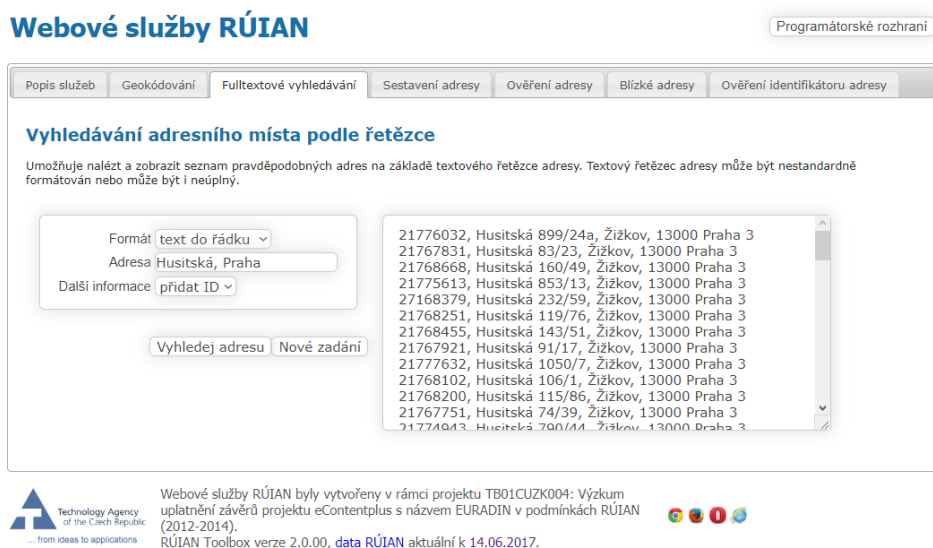 Webové služby RÚIAN
Programátorské rozhraní
Popis služeb
Geokódování
Fulltextové vyhledávání
Sestavení adresy
Ověření adresy
Blízké adresy
Ověření identifikátoru adresy
Vyhledávání adresního místa podle řetězce
Umožňuje nalézt a zobrazit seznam pravděpodobných adres na základě textového řetězce adresy. Textový řetězec adresy může být nestandardně
formátován nebo může být i neúplný.
Formát text do řádku
Adresa Husitská, Praha
Další informace přidat ID
Vyhledej adresu Nové zadání
21776032, Husitská 899/24a, Žižkov, 13000 Praha 3
21767831, Husitská 83/23, Žižkov, 13000 Praha 3
21768668, Husitská 160/49, Žižkov, 13000 Praha 3
21775613, Husitská 853/13, Žižkov, 13000 Praha 3
27168379, Husitská 232/59, Žižkov, 13000 Praha 3
21768251, Husitská 119/76, Žižkov, 13000 Praha 3
21768455, Husitská 143/51, Žižkov, 13000 Praha 3
21767921, Husitská 91/17, Žižkov, 13000 Praha 3
21777632, Husitská 1050/7, Žižkov, 13000 Praha 3
21768102, Husitská 106/1, Žižkov, 13000 Praha 3
21768200, Husitská 115/86, Žižkov, 13000 Praha 3
21767751, Husitská 74/39, Žižkov, 13000 Praha 3
21774943, Husitská 790/44, Žižkov, 13000 Praha 3
Technology Agency
of the Czech Republic
... from ideas to applications
Webové služby RÚIAN byly vytvořeny v rámci projektu TB01CUZK004: Výzkum
uplatnění závěrů projektu eContentplus s názvem EURADIN v podmínkách RÚIAN
(2012-2014).
RÚIAN Toolbox verze 2.0.00, data RÚIAN aktuální k 14.06.2017.